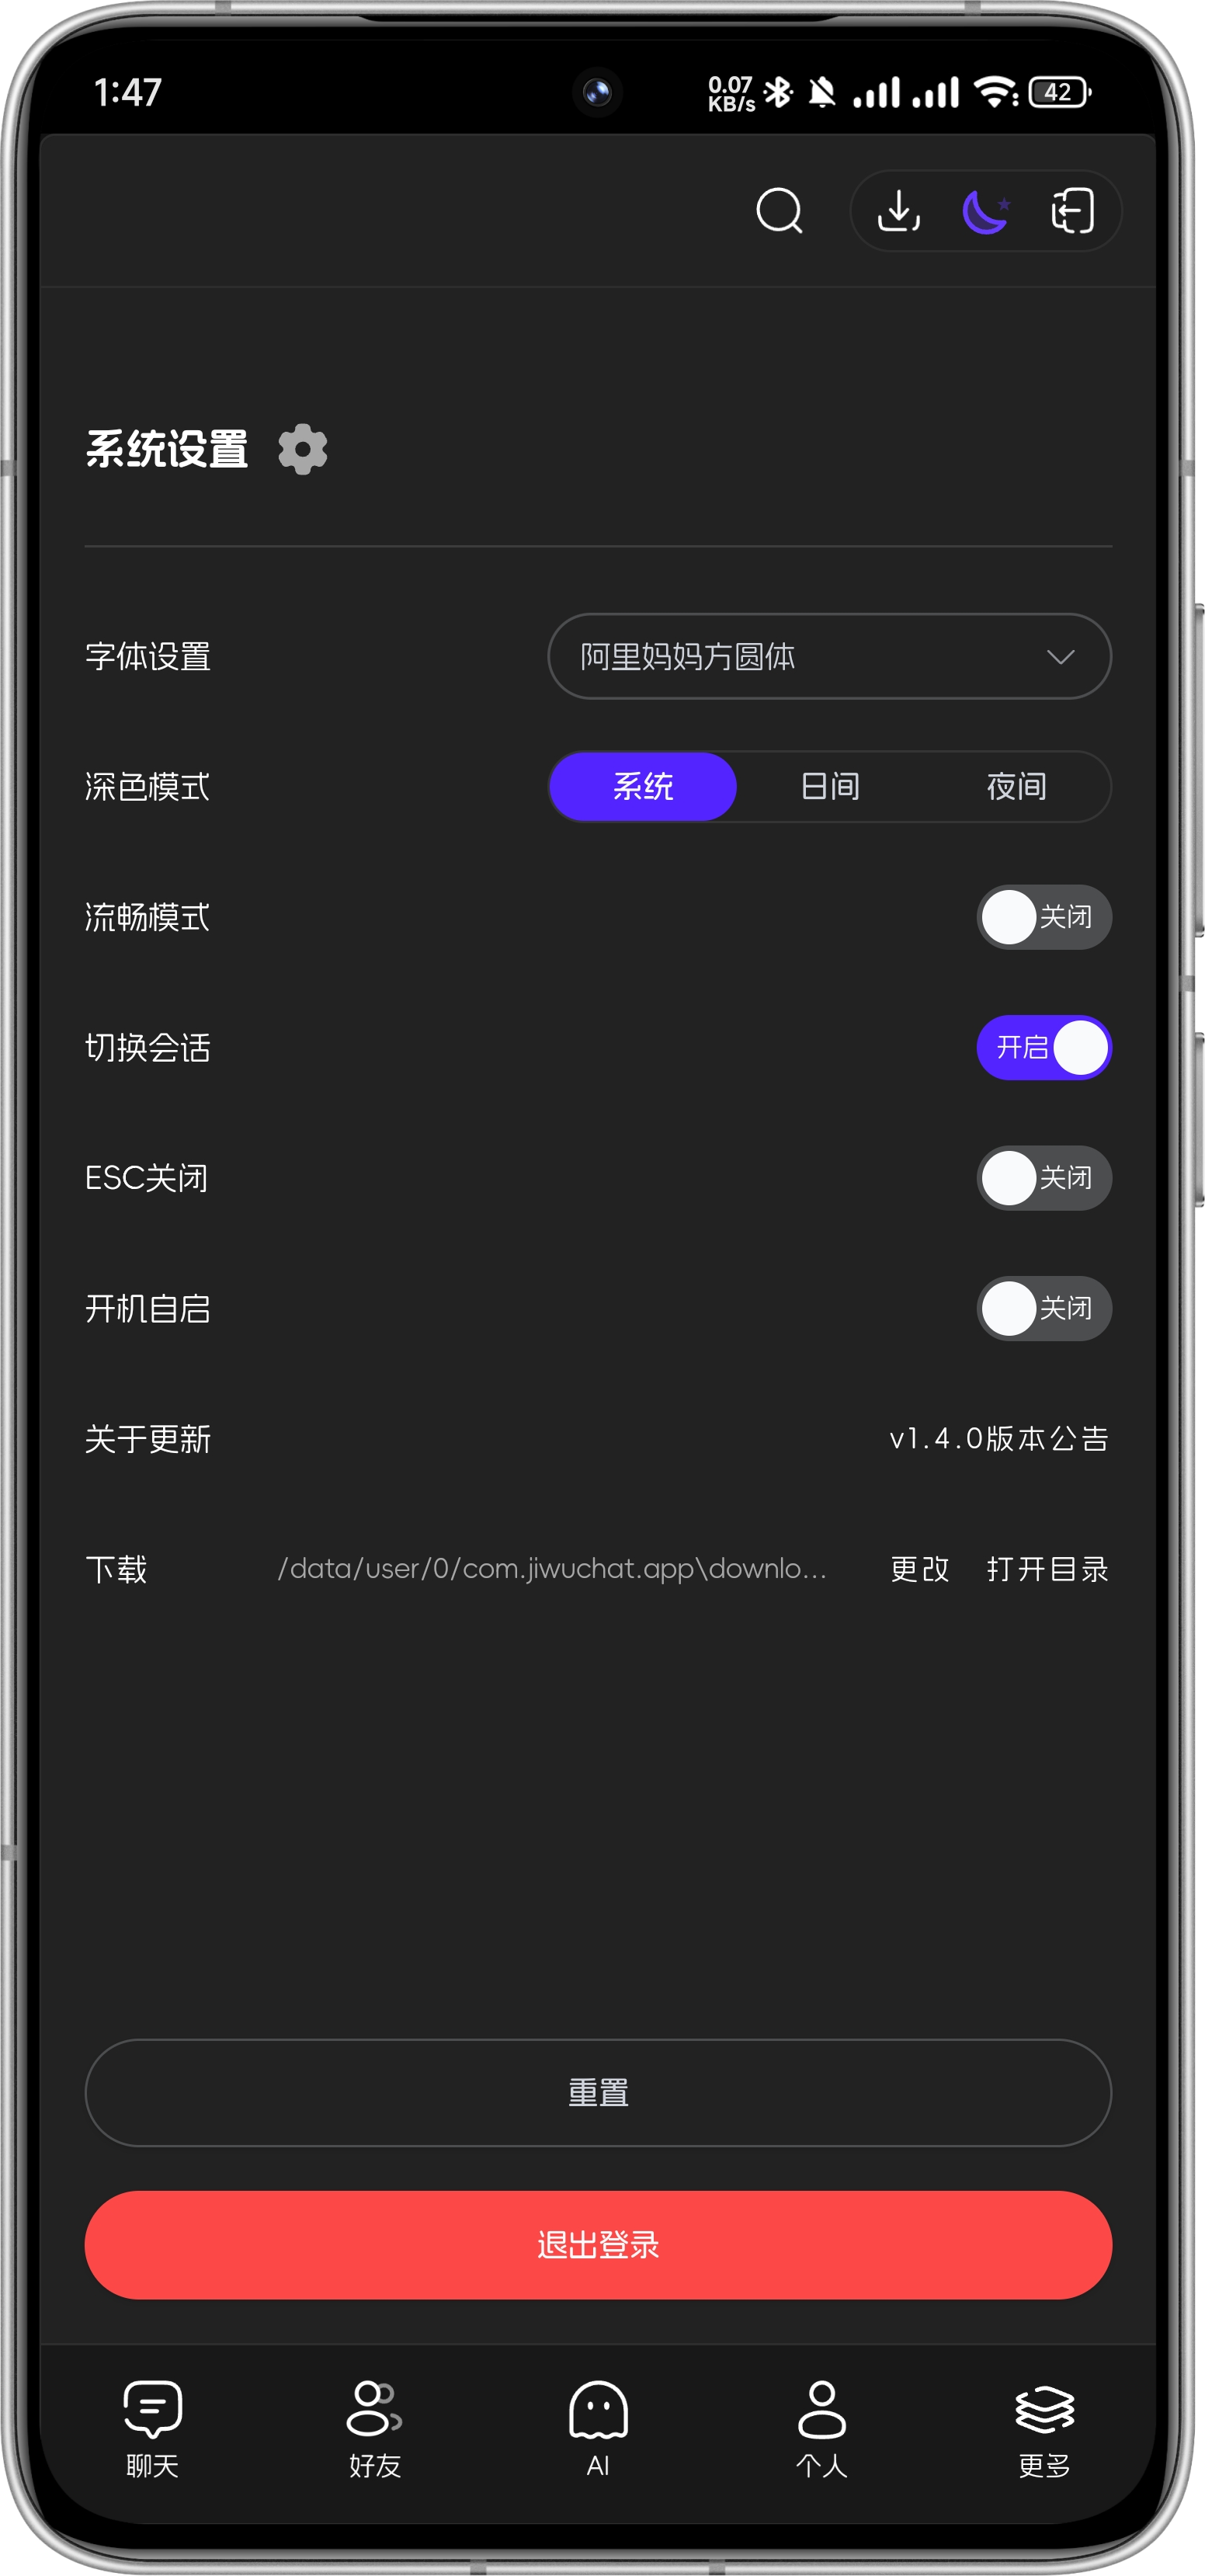 1:47
0.07 KB/s 42
系统设置
字体设置 阿里妈妈方圆体
深色模式 系统 日间 夜间
流畅模式 关闭
切换会话 开启
ESC关闭 关闭
开机自启 关闭
关于更新 v1.4.0版本公告
下载 /data/user/0/com.jiwuchat.app\downlo... 更改 打开目录
重置
退出登录
聊天 好友 AI 个人 更多